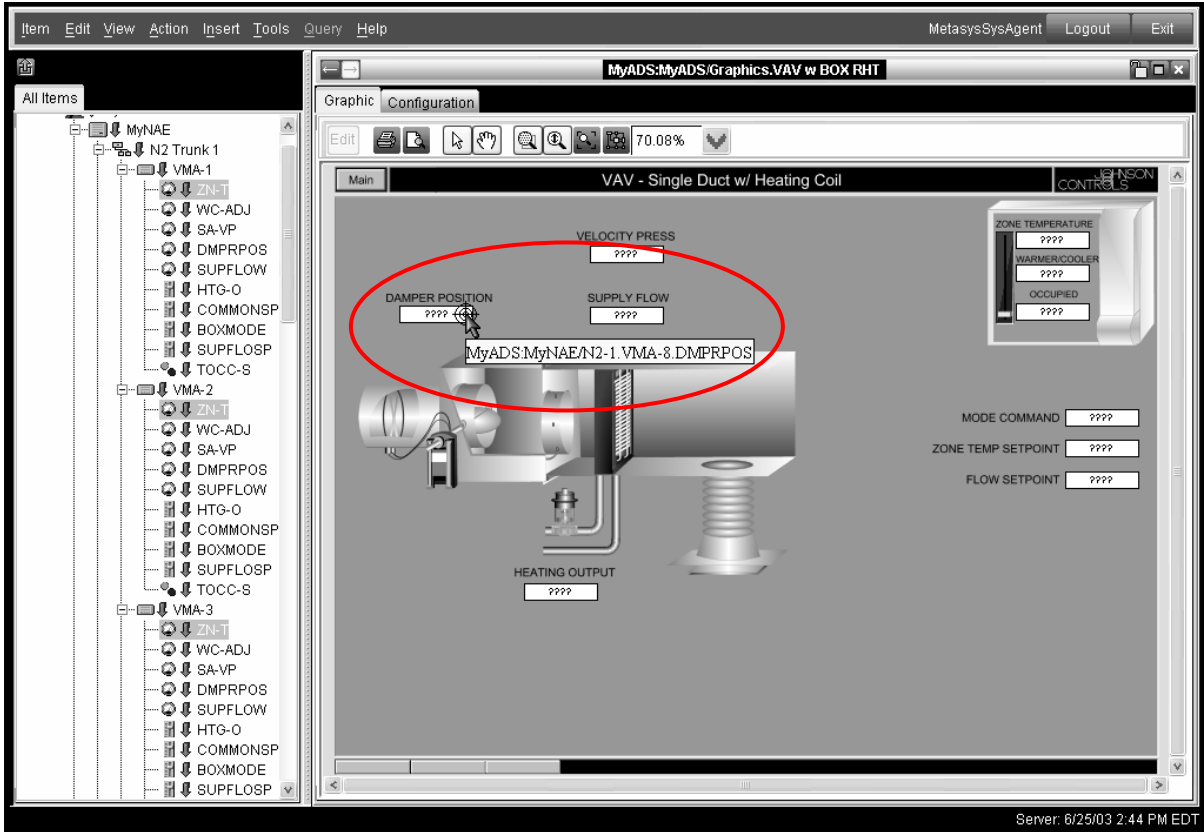 Item Edit View Action Insert Tools Query Help
MetasysSysAgent Logout Exit
All Items
MyNAE
N2 Trunk 1
VMA-1
ZN-T
WC-ADJ
SA-VP
DMPRPOS
SUPFLOW
HTG-O
COMMONSP
BOXMODE
SUPFLOSP
TOCC-S
VMA-2
ZN-T
WC-ADJ
SA-VP
DMPRPOS
SUPFLOW
HTG-O
COMMONSP
BOXMODE
SUPFLOSP
TOCC-S
VMA-3
ZN-T
WC-ADJ
SA-VP
DMPRPOS
SUPFLOW
HTG-O
COMMONSP
BOXMODE
SUPFLOSP
MyADS:MyADS/Graphics.VAV w BOX RHT
Graphic Configuration
Edit 70.08%
Main VAV - Single Duct w/ Heating Coil JOHNSON
CONTROLS
VELOCITY PRESS
????
DAMPER POSITION
????
SUPPLY FLOW
????
MyADS:MyNAE/N2-1.VMA-8.DMPRPOS
ZONE TEMPERATURE
????
WARMER/COOLER
????
OCCUPIED
????
MODE COMMAND ????
ZONE TEMP SETPOINT ????
FLOW SETPOINT ????
HEATING OUTPUT
????
Server: 6/25/03 2:44 PM EDT